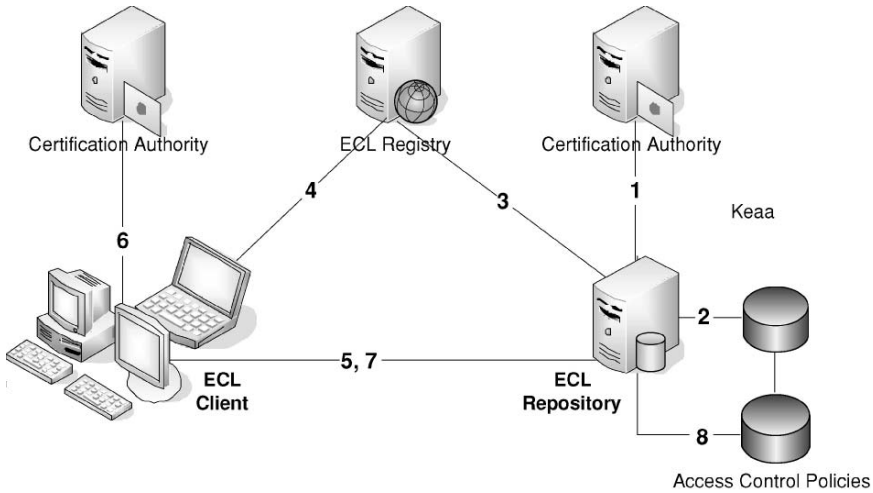 Certification Authority
ECL Registry
Certification Authority
4
3
1
Keaa
6
2
5, 7
ECL
Client
ECL
Repository
8
Access Control Policies